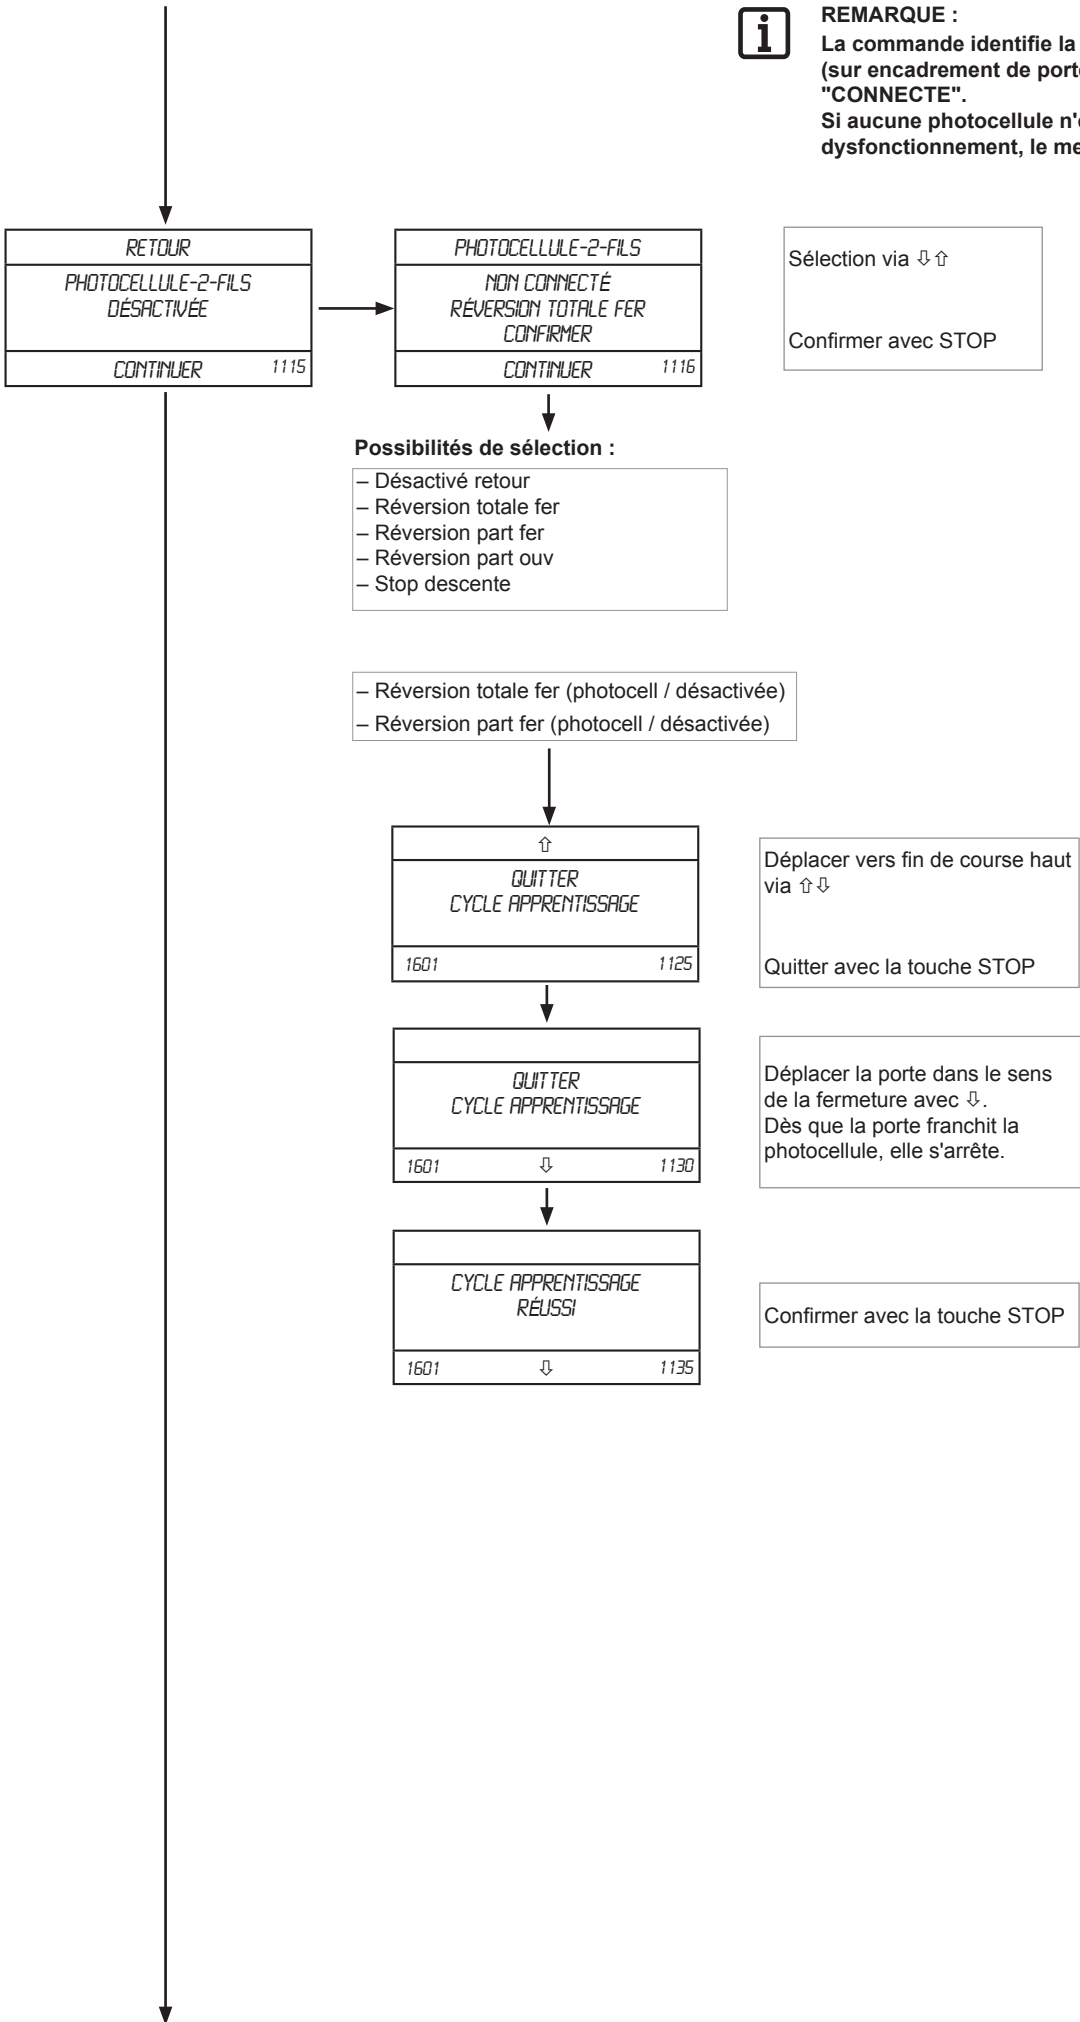 REMARQUE :
La commande identifie la
(sur encadrement de port
"CONNECTE".
Si aucune photocellule n'
dysfonctionnement, le me
RETOUR
PHOTOCELLULE-2-FILS
DÉSACTIVÉE
CONTINUER 1115
PHOTOCELLULE-2-FILS
NON CONNECTÉ
RÉVERSION TOTALE FER
CONFIRMER
CONTINUER 1116
Sélection via ⇩⇧
Confirmer avec STOP
Possibilités de sélection :
– Désactivé retour
– Réversion totale fer
– Réversion part fer
– Réversion part ouv
– Stop descente
– Réversion totale fer (photocell / désactivée)
– Réversion part fer (photocell / désactivée)
⇧
QUITTER
CYCLE APPRENTISSAGE
1601 1125
Déplacer vers fin de course haut
via ⇧⇩
Quitter avec la touche STOP
QUITTER
CYCLE APPRENTISSAGE
1601 ⇩ 1130
Déplacer la porte dans le sens
de la fermeture avec ⇩.
Dès que la porte franchit la
photocellule, elle s'arrête.
CYCLE APPRENTISSAGE
RÉUSSI
1601 ⇩ 1135
Confirmer avec la touche STOP